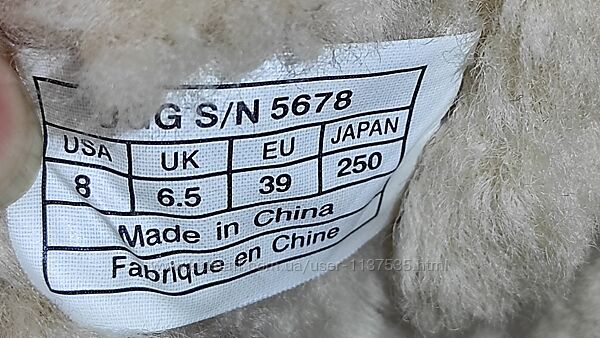 S/N 5678
USA UK EU JAPAN
8 6.5 39 250
Made in China
Fabrique en Chine